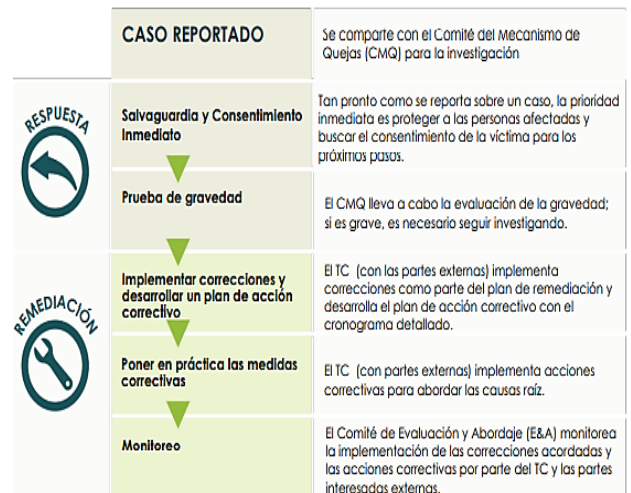 CASO REPORTADO
Se comparte con el Comité del Mecanismo de
Quejas (CMQ) para la investigación
RESPUESTA
Salvaguardia y Consentimiento
Inmediato
Tan pronto como se reporta sobre un caso, la prioridad
inmediata es proteger a las personas afectadas y
buscar el consentimiento de la víctima para los
próximos pasos.
Prueba de gravedad
El CMQ lleva a cabo la evaluación de la gravedad;
si es grave, es necesario seguir investigando.
REMEDIACIÓN
Implementar correcciones y
desarrollar un plan de acción
correctivo
El TC (con las partes externas) implementa
correcciones como parte del plan de remediación y
desarrolla el plan de acción correctivo con el
cronograma detallado.
Poner en práctica las medidas
correctivas
El TC (con partes externas) implementa acciones
correctivas para abordar las causas raíz.
Monitoreo
El Comité de Evaluación y Abordaje (E&A) monitorea
la implementación de las correcciones acordadas y
las acciones correctivas por parte del TC y las partes
interesadas externas.